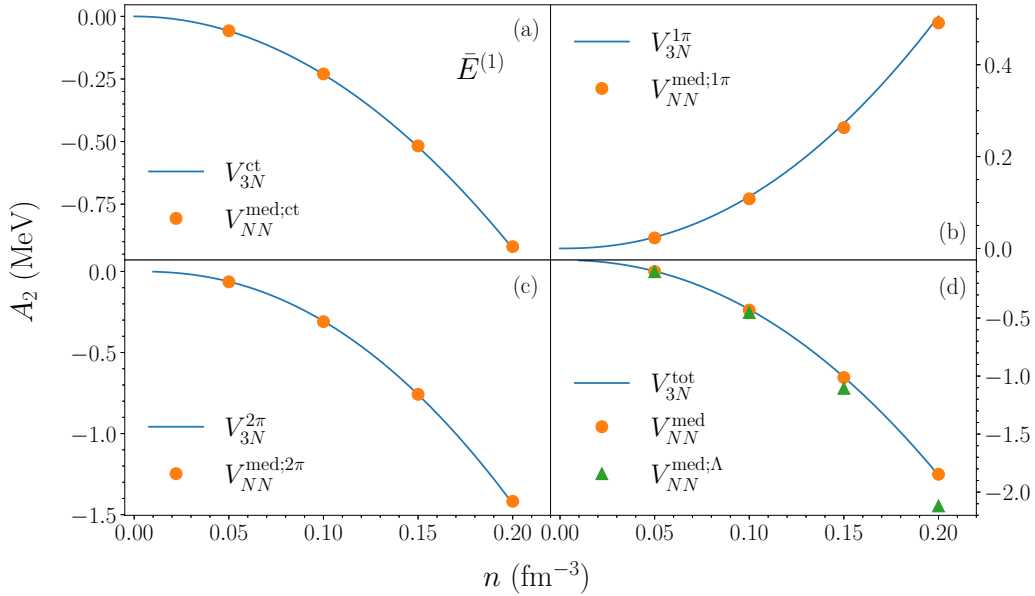 A₂ (MeV)
0.00
−0.25
−0.50
−0.75
(a)
Ē⁽¹⁾
V_{3N}^{ct}
V_{NN}^{med;ct}
(b)
V_{3N}^{1π}
V_{NN}^{med;1π}
0.4
0.2
0.0
(c)
0.0
−0.5
−1.0
−1.5
V_{3N}^{2π}
V_{NN}^{med;2π}
0.00 0.05 0.10 0.15 0.20
(d)
−0.5
−1.0
−1.5
−2.0
V_{3N}^{tot}
V_{NN}^{med}
V_{NN}^{med;Λ}
0.00 0.05 0.10 0.15 0.20
n (fm⁻³)